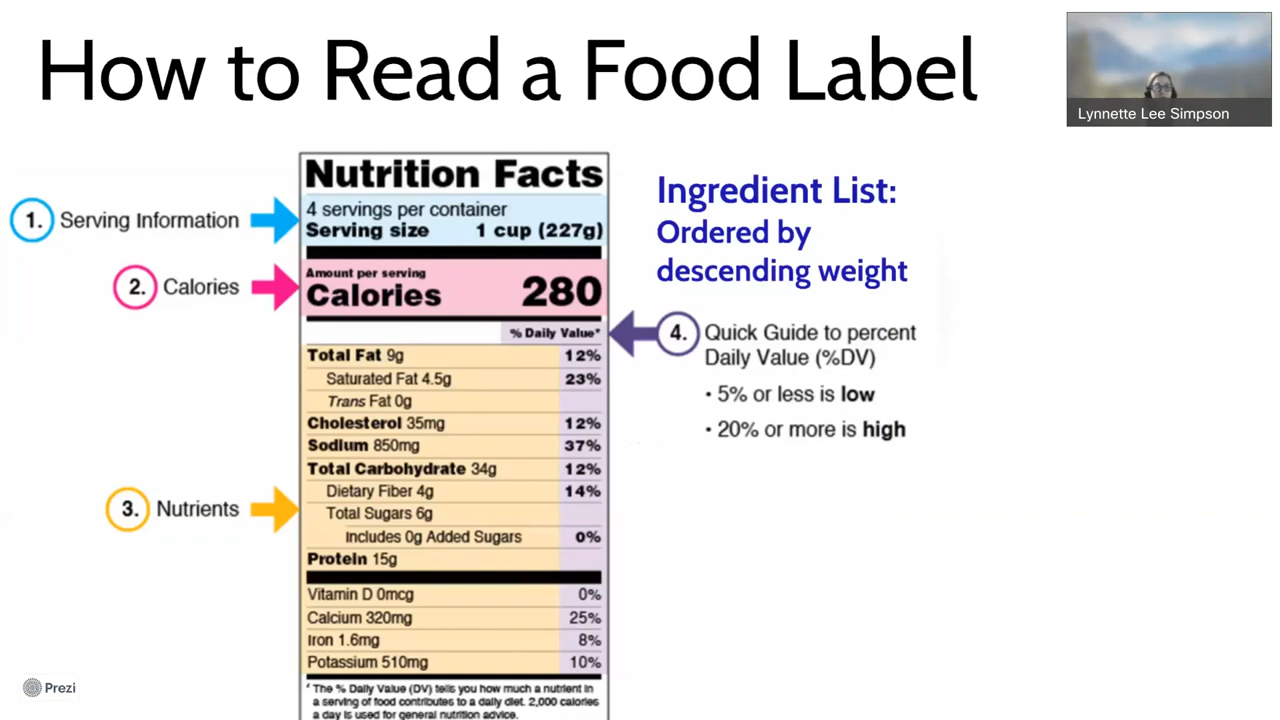 How to Read a Food Label
Lynnette Lee Simpson
1. Serving Information
2. Calories
3. Nutrients
Nutrition Facts
4 servings per container
Serving size 1 cup (227g)
Amount per serving
Calories 280
% Daily Value*
Total Fat 9g 12%
Saturated Fat 4.5g 23%
Trans Fat 0g
Cholesterol 35mg 12%
Sodium 850mg 37%
Total Carbohydrate 34g 12%
Dietary Fiber 4g 14%
Total Sugars 6g
Includes 0g Added Sugars 0%
Protein 15g
Vitamin D 0mcg 0%
Calcium 320mg 25%
Iron 1.6mg 8%
Potassium 510mg 10%
* The % Daily Value (DV) tells you how much a nutrient in
a serving of food contributes to a daily diet. 2,000 calories
a day is used for general nutrition advice.
Ingredient List:
Ordered by
descending weight
4. Quick Guide to percent
Daily Value (%DV)
• 5% or less is low
• 20% or more is high
Prezi